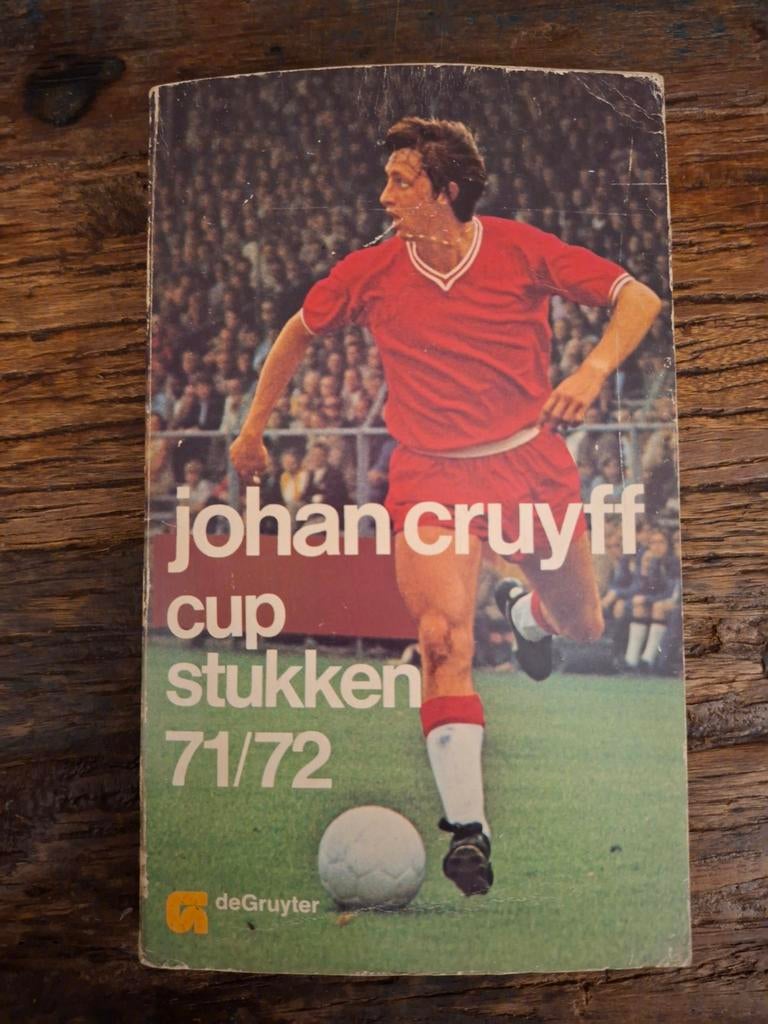 johan cruyff
cup
stukken
71/72
deGruyter